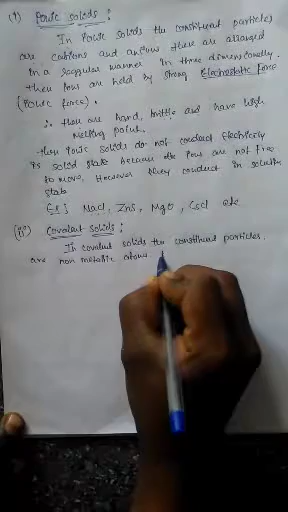 (i) Ionic solids :
In Ionic solids the constituent particles
are cations and anions these are arranged
in a regular manner in three dimensionally.
these ions are held by strong Electrostatic force
(Ionic force).
∴ they are hard, brittle and have high
melting point.
they Ionic solids do not conduct Electricity
is solid state because the ions are not free
to move. However they conduct in solution
state
Ex] Nacl, Zns, Mgo, Cscl etc
(ii) Covalent solids :
In covalent solids the constituent particles
are non metallic atoms.